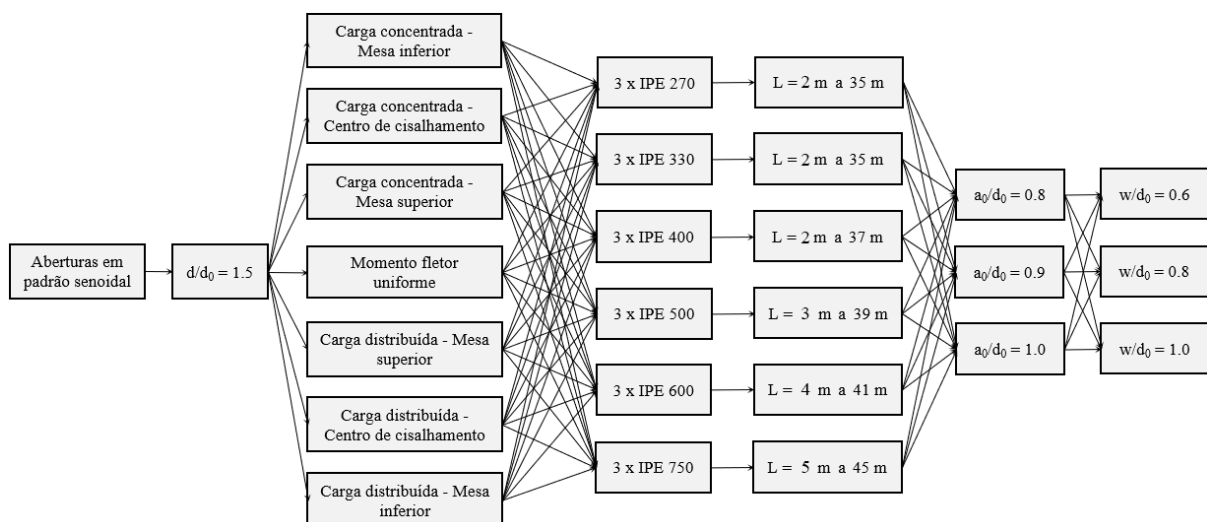 Aberturas em
padrão senoidal
d/d₀ = 1.5
Carga concentrada -
Mesa inferior
Carga concentrada -
Centro de cisalhamento
Carga concentrada -
Mesa superior
Momento fletor
uniforme
Carga distribuída - Mesa
superior
Carga distribuída -
Centro de cisalhamento
Carga distribuída - Mesa
inferior
3 x IPE 270
3 x IPE 330
3 x IPE 400
3 x IPE 500
3 x IPE 600
3 x IPE 750
L = 2 m a 35 m
L = 2 m a 35 m
L = 2 m a 37 m
L = 3 m a 39 m
L = 4 m a 41 m
L = 5 m a 45 m
a₀/d₀ = 0.8
a₀/d₀ = 0.9
a₀/d₀ = 1.0
w/d₀ = 0.6
w/d₀ = 0.8
w/d₀ = 1.0